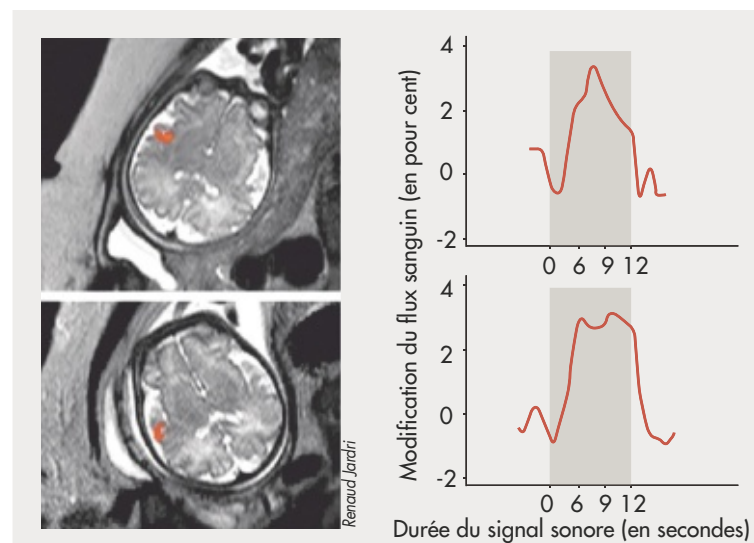 Renaud Jardri
Modification du flux sanguin (en pour cent)
4
2
0
-2
0 6 9 12
4
2
0
-2
0 6 9 12
Durée du signal sonore (en secondes)